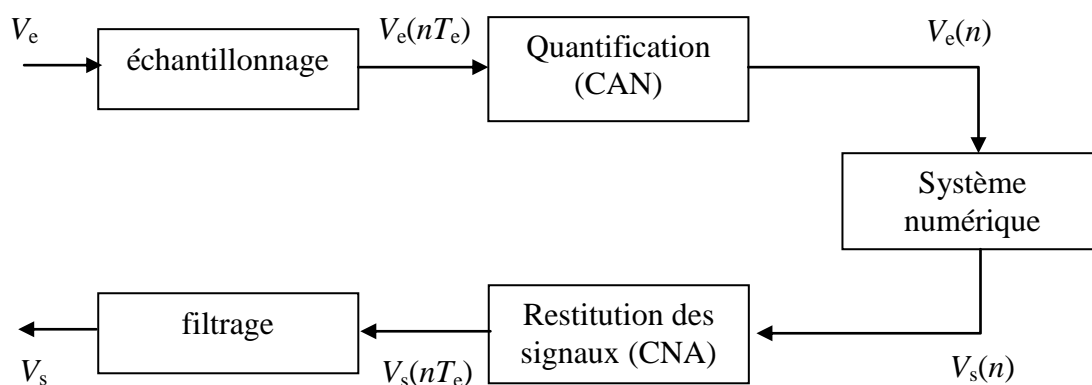 Ve
échantillonnage
Ve(nTe)
Quantification
(CAN)
Ve(n)
Système
numérique
Vs(n)
Restitution des
signaux (CNA)
Vs(nTe)
filtrage
Vs